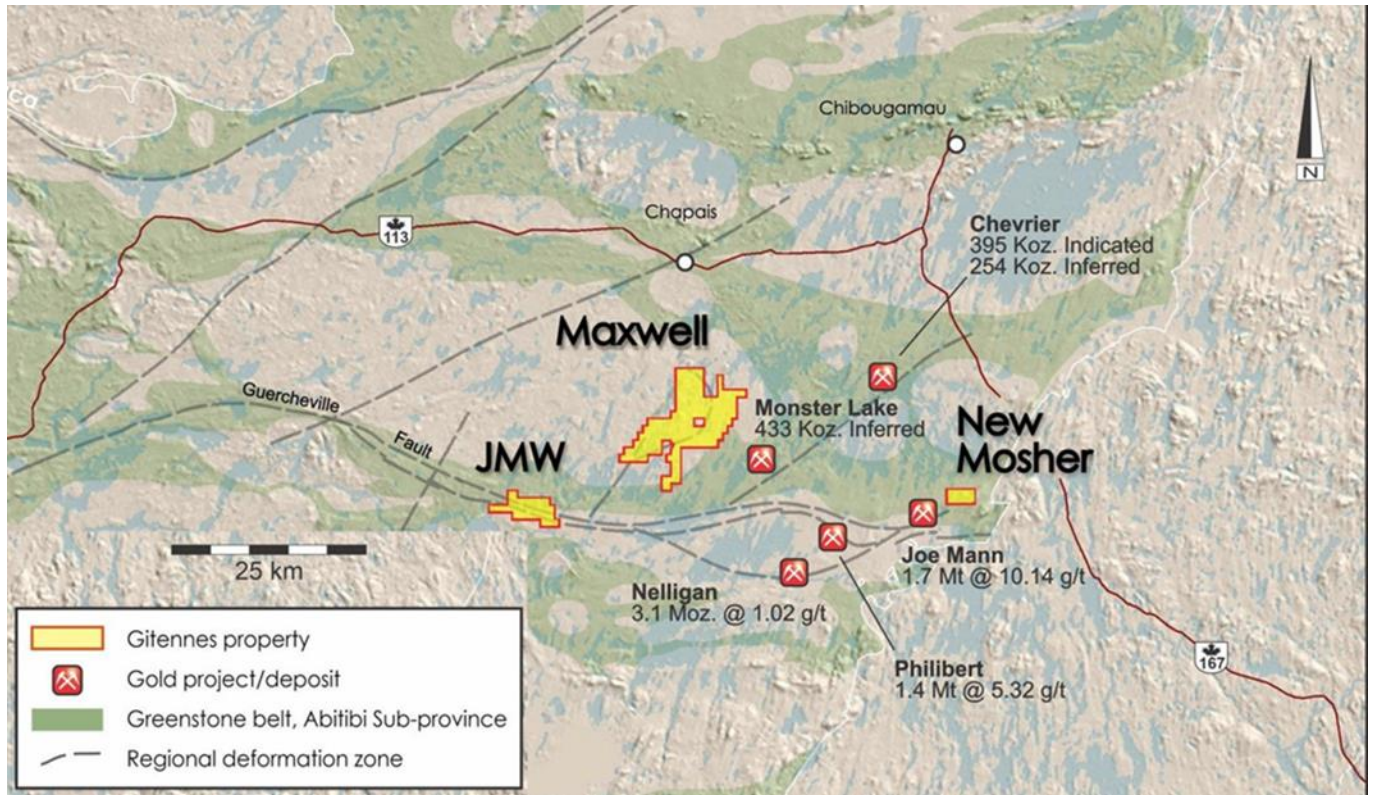 co
Chibougamau
N
Chapais
113
Chevrier
395 Koz. Indicated
254 Koz. Inferred
Maxwell
Guercheville
Fault
Monster Lake
433 Koz. Inferred
New
Mosher
JMW
25 km
Joe Mann
1.7 Mt @ 10.14 g/t
Nelligan
3.1 Moz. @ 1.02 g/t
Philibert
1.4 Mt @ 5.32 g/t
167
Gitennes property
Gold project/deposit
Greenstone belt, Abitibi Sub-province
Regional deformation zone